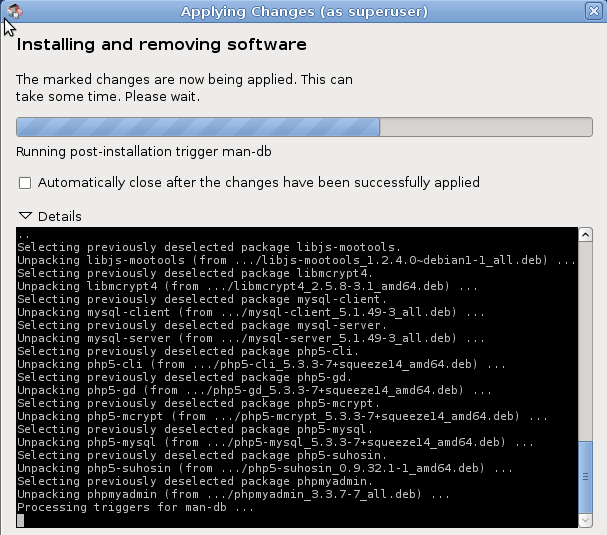 Applying Changes (as superuser)
Installing and removing software
The marked changes are now being applied. This can
take some time. Please wait.
Running post-installation trigger man-db
Automatically close after the changes have been successfully applied
Details
..
Selecting previously deselected package libjs-mootools.
Unpacking libjs-mootools (from .../libjs-mootools_1.2.4.0~debian1-1_all.deb) ...
Selecting previously deselected package libmcrypt4.
Unpacking libmcrypt4 (from .../libmcrypt4_2.5.8-3.1_amd64.deb) ...
Selecting previously deselected package mysql-client.
Unpacking mysql-client (from .../mysql-client_5.1.49-3_all.deb) ...
Selecting previously deselected package mysql-server.
Unpacking mysql-server (from .../mysql-server_5.1.49-3_all.deb) ...
Selecting previously deselected package php5-cli.
Unpacking php5-cli (from .../php5-cli_5.3.3-7+squeeze14_amd64.deb) ...
Selecting previously deselected package php5-gd.
Unpacking php5-gd (from .../php5-gd_5.3.3-7+squeeze14_amd64.deb) ...
Selecting previously deselected package php5-mcrypt.
Unpacking php5-mcrypt (from .../php5-mcrypt_5.3.3-7+squeeze14_amd64.deb) ...
Selecting previously deselected package php5-mysql.
Unpacking php5-mysql (from .../php5-mysql_5.3.3-7+squeeze14_amd64.deb) ...
Selecting previously deselected package php5-suhosin.
Unpacking php5-suhosin (from .../php5-suhosin_0.9.32.1-1_amd64.deb) ...
Selecting previously deselected package phpmyadmin.
Unpacking phpmyadmin (from .../phpmyadmin_3.3.7-7_all.deb) ...
Processing triggers for man-db ...